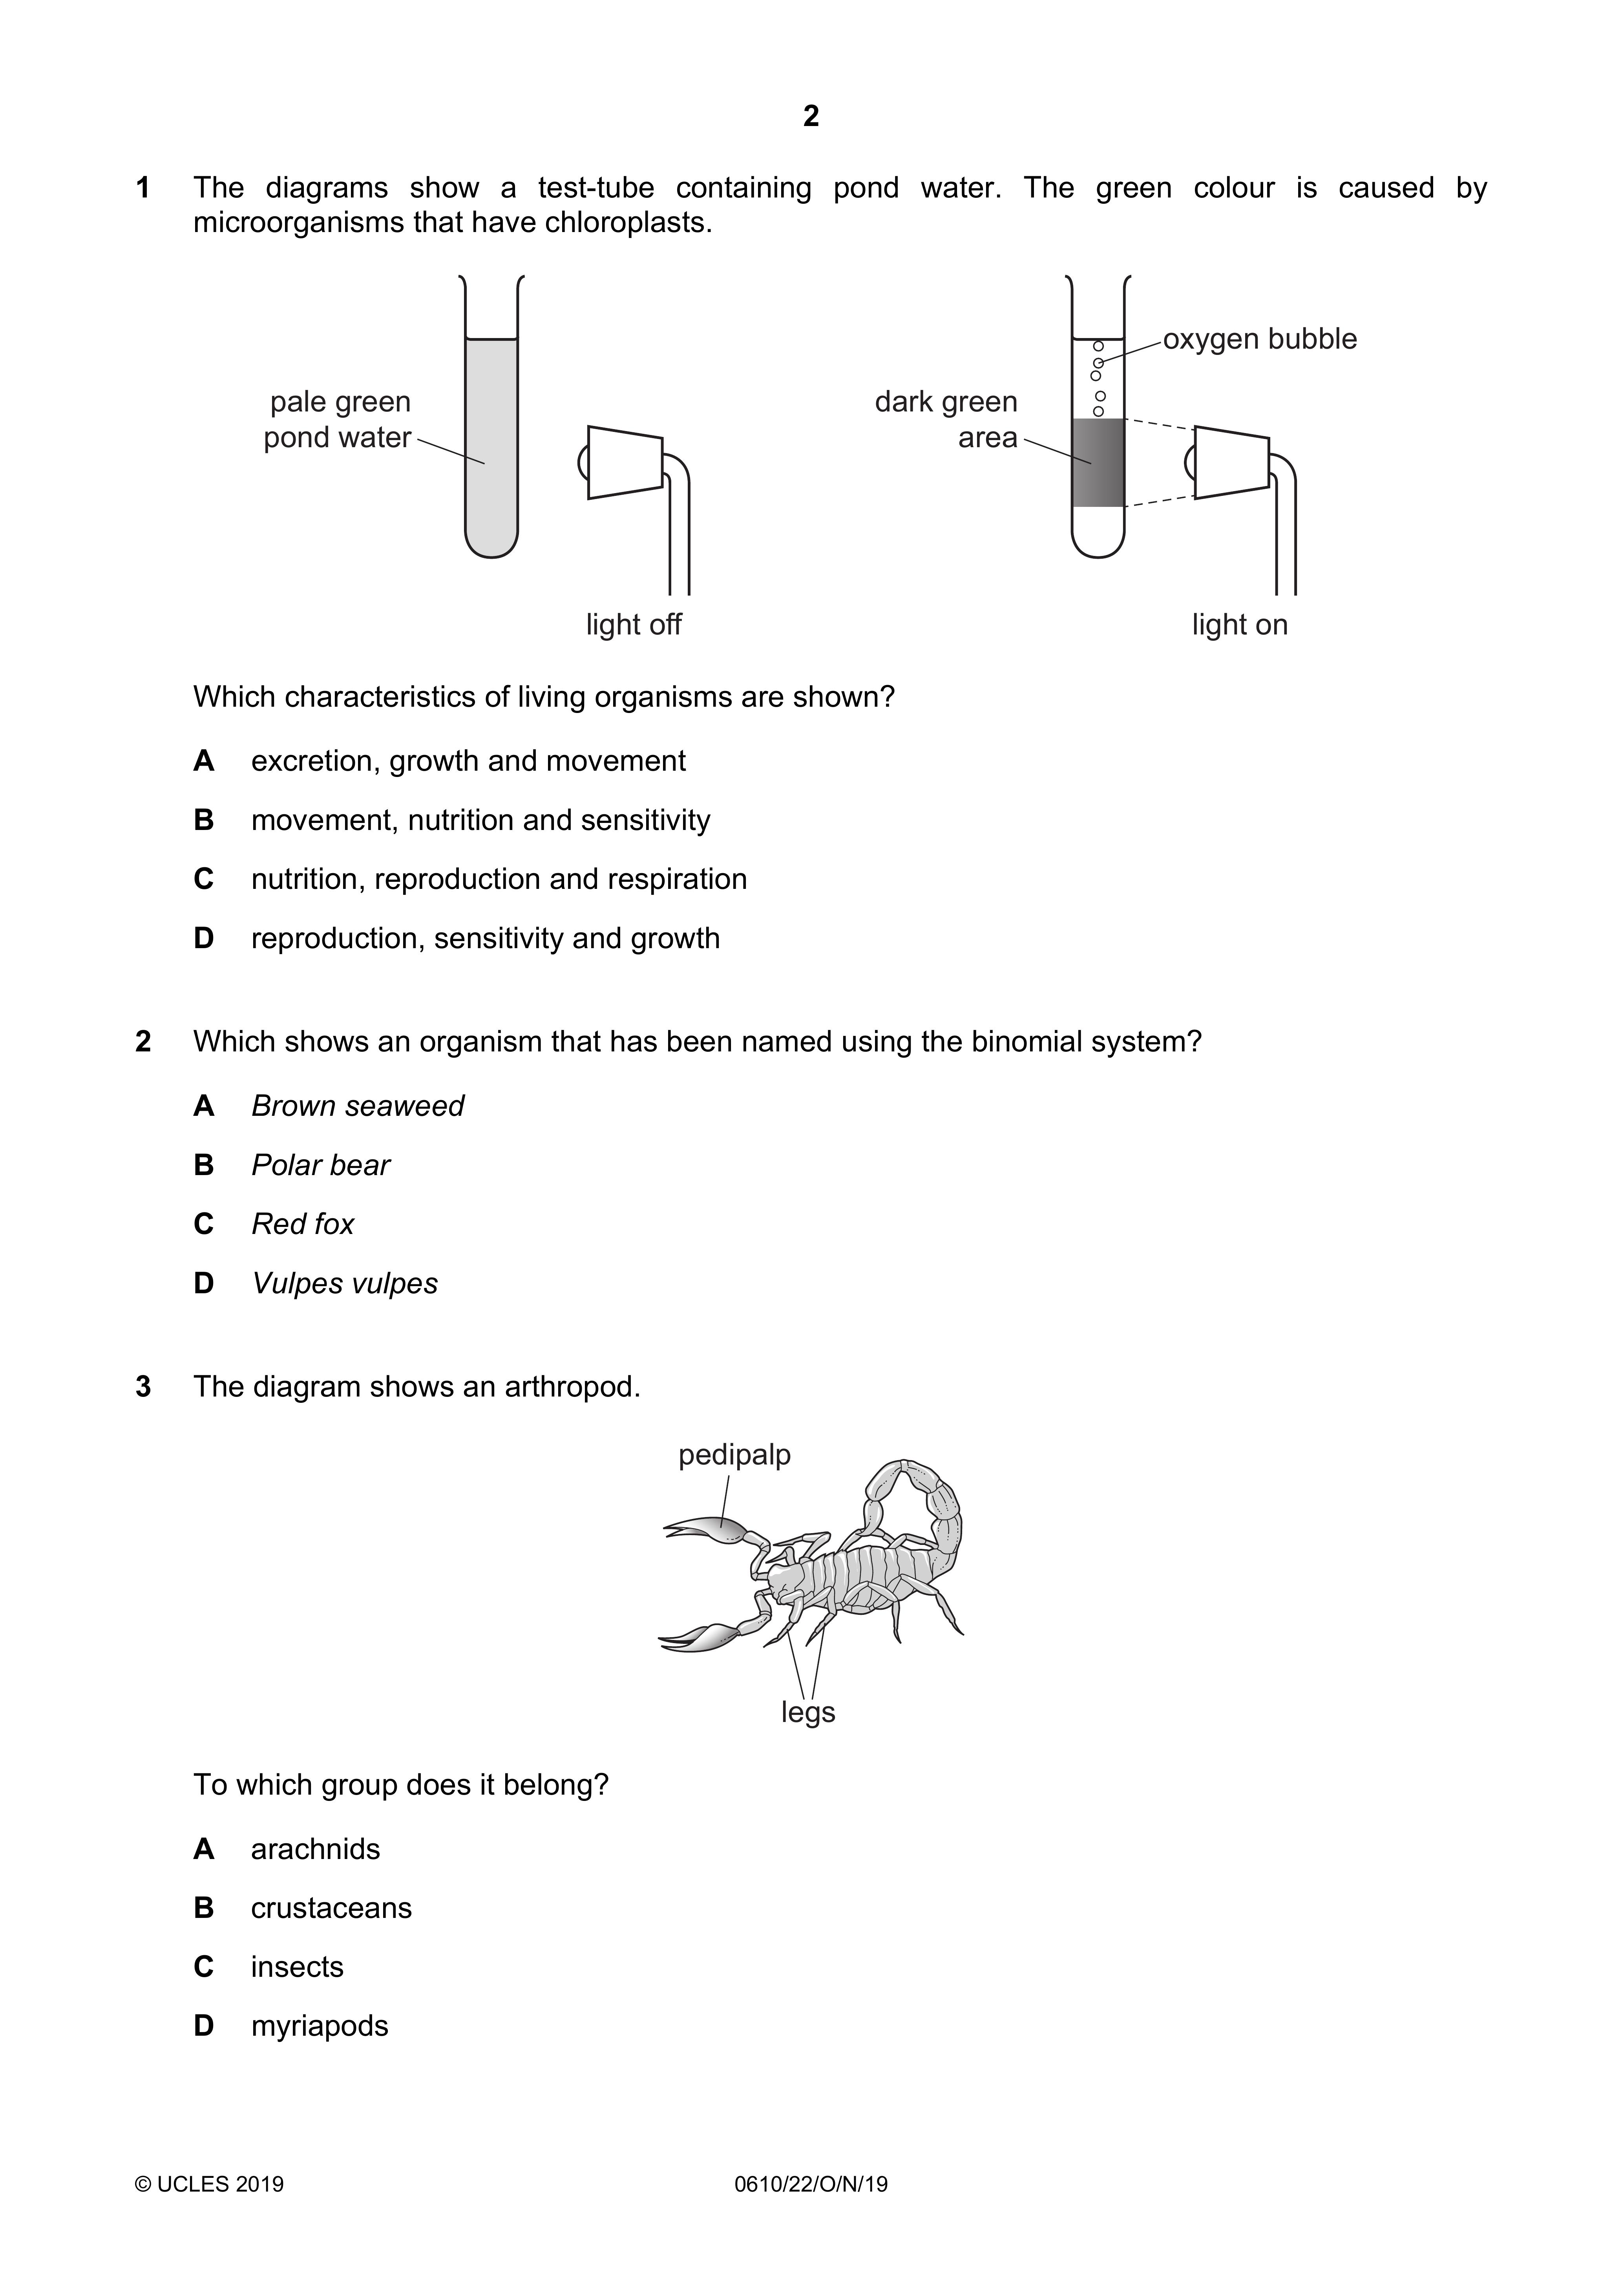 2
1 The diagrams show a test-tube containing pond water. The green colour is caused by
microorganisms that have chloroplasts.
pale green
pond water
light off
oxygen bubble
dark green
area
light on
Which characteristics of living organisms are shown?
A excretion, growth and movement
B movement, nutrition and sensitivity
C nutrition, reproduction and respiration
D reproduction, sensitivity and growth
2 Which shows an organism that has been named using the binomial system?
A Brown seaweed
B Polar bear
C Red fox
D Vulpes vulpes
3 The diagram shows an arthropod.
pedipalp
legs
To which group does it belong?
A arachnids
B crustaceans
C insects
D myriapods
© UCLES 2019 0610/22/O/N/19